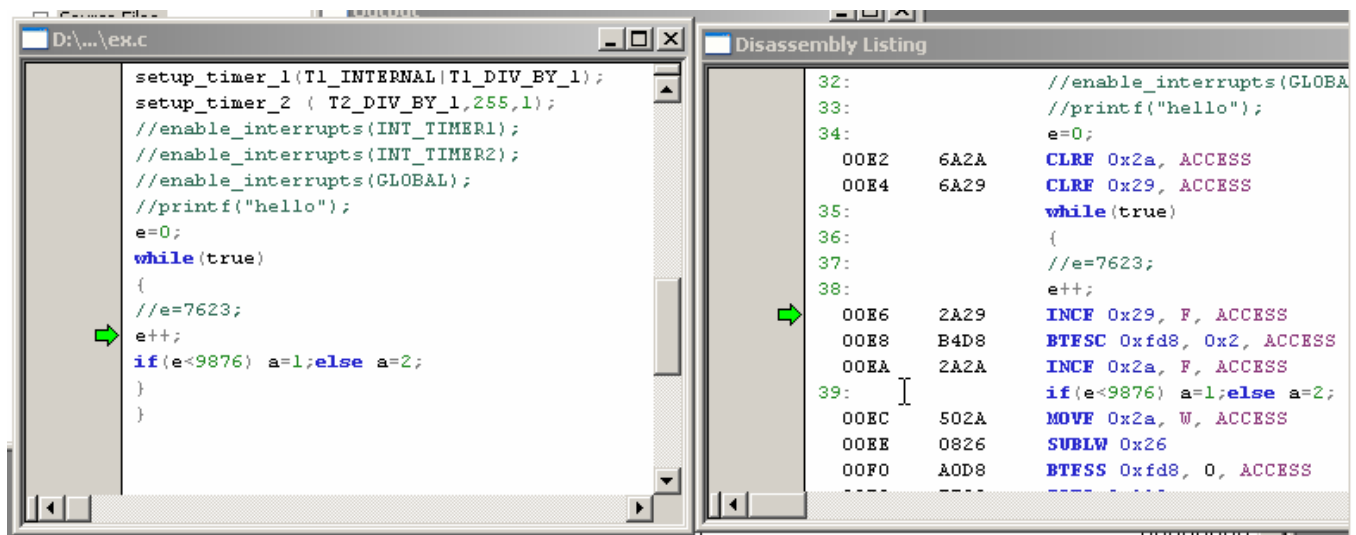 Source Files
Output
D:\...\ex.c
setup_timer_1(T1_INTERNAL|T1_DIV_BY_1);
setup_timer_2 ( T2_DIV_BY_1,255,1);
//enable_interrupts(INT_TIMER1);
//enable_interrupts(INT_TIMER2);
//enable_interrupts(GLOBAL);
//printf("hello");
e=0;
while(true)
{
//e=7623;
e++;
if(e<9876) a=1;else a=2;
}
}
Disassembly Listing
32: //enable_interrupts(GLOBA
33: //printf("hello");
34: e=0;
00E2 6A2A CLRF 0x2a, ACCESS
00E4 6A29 CLRF 0x29, ACCESS
35: while(true)
36: {
37: //e=7623;
38: e++;
00E6 2A29 INCF 0x29, F, ACCESS
00E8 B4D8 BTFSC 0xfd8, 0x2, ACCESS
00EA 2A2A INCF 0x2a, F, ACCESS
39: if(e<9876) a=1;else a=2;
00EC 502A MOVF 0x2a, W, ACCESS
00EE 0826 SUBLW 0x26
00F0 A0D8 BTFSS 0xfd8, 0, ACCESS